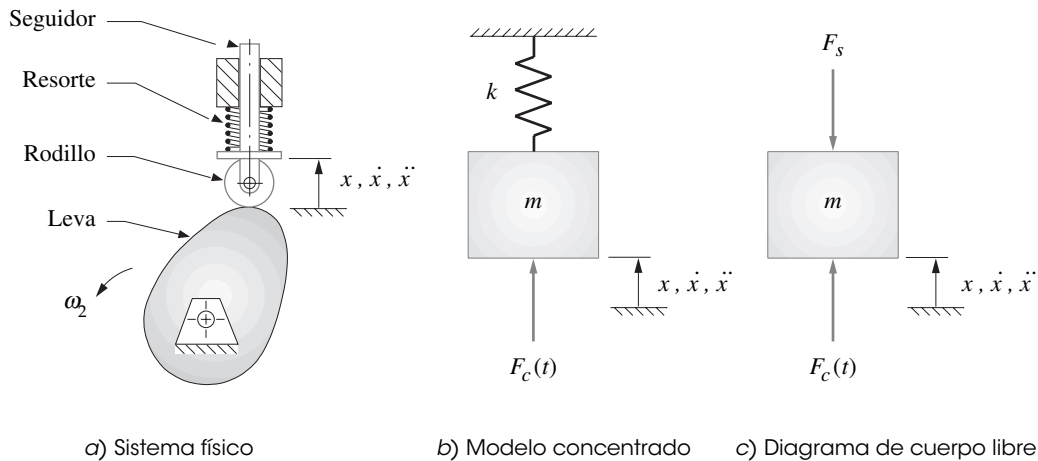 Seguidor
Resorte
Rodillo
Leva
ω2
x , ẋ , ẍ
k
m
x , ẋ , ẍ
Fc(t)
Fs
m
x , ẋ , ẍ
Fc(t)
a) Sistema físico
b) Modelo concentrado
c) Diagrama de cuerpo libre